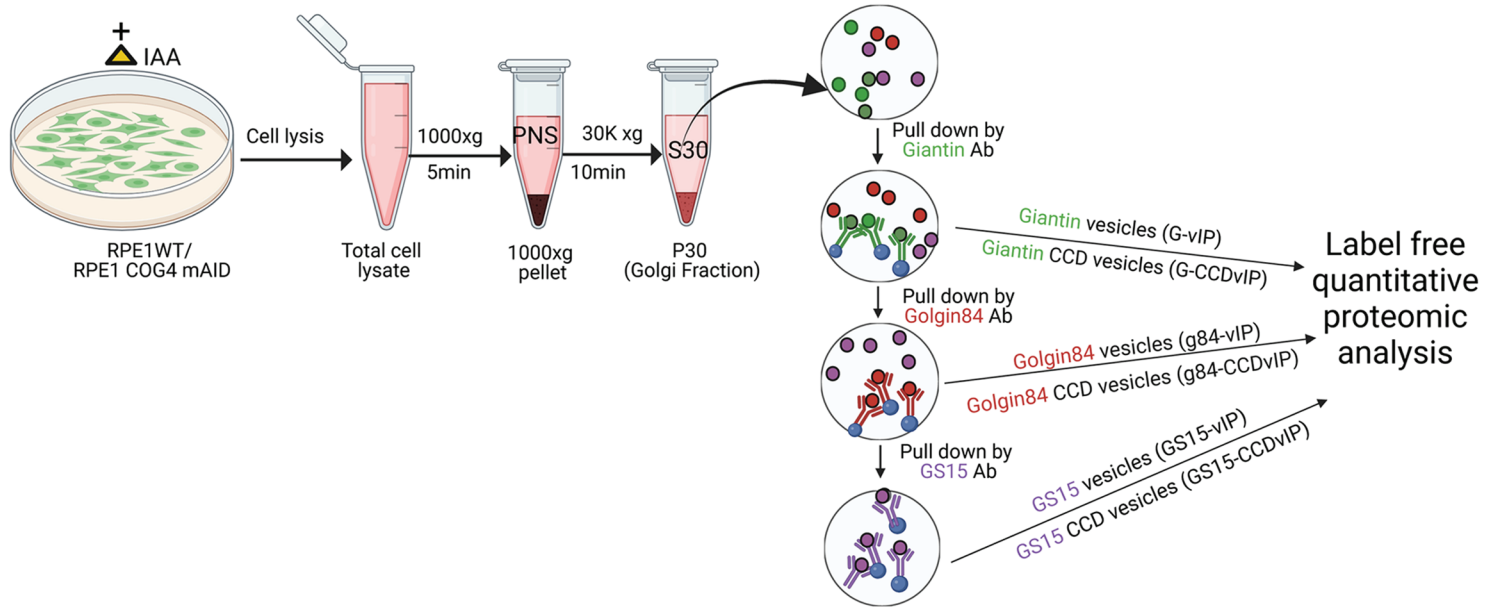 +
IAA
RPE1WT/
RPE1 COG4 mAID
Cell lysis
Total cell
lysate
1000xg
5min
PNS
1000xg
pellet
30K xg
10min
S30
P30
(Golgi Fraction)
Pull down by
Giantin Ab
Giantin vesicles (G-vIP)
Giantin CCD vesicles (G-CCDvIP)
Pull down by
Golgin84 Ab
Golgin84 vesicles (g84-vIP)
Golgin84 CCD vesicles (g84-CCDvIP)
Pull down by
GS15 Ab
GS15 vesicles (GS15-vIP)
GS15 CCD vesicles (GS15-CCDvIP)
Label free
quantitative
proteomic
analysis